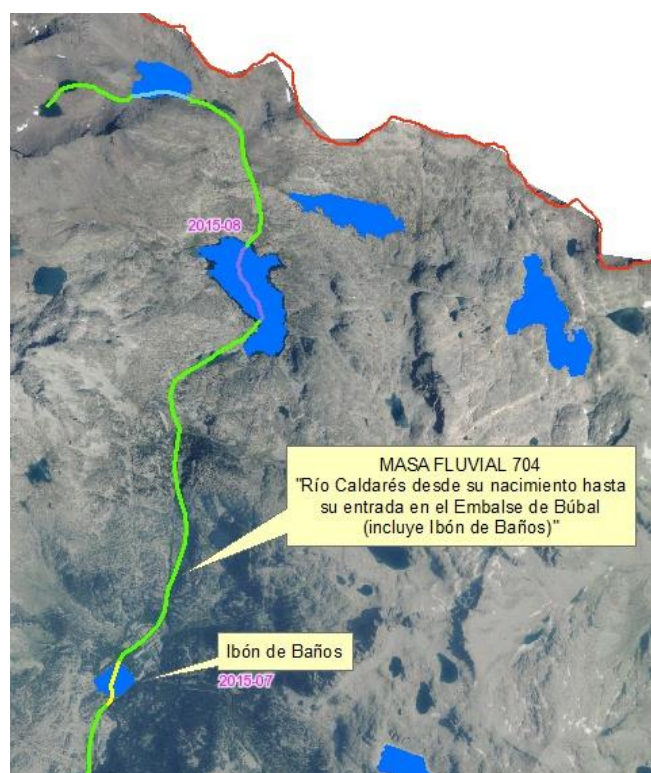 2015-08
MASA FLUVIAL 704
"Río Caldarés desde su nacimiento hasta
su entrada en el Embalse de Búbal
(incluye Ibón de Baños)"
Ibón de Baños
2015-07